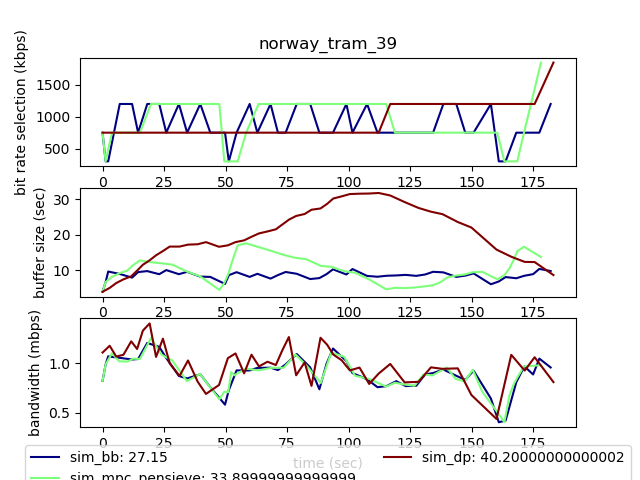 norway_tram_39
bit rate selection (kbps)
1500
1000
500
0 25 50 75 100 125 150 175
buffer size (sec)
30
20
10
0 25 50 75 100 125 150 175
bandwidth (mbps)
1.0
0.5
0 25 50 75 100 125 150 175
time (sec)
sim_bb: 27.15
sim_mpc_pensieve: 33.89999999999999
sim_dp: 40.20000000000002